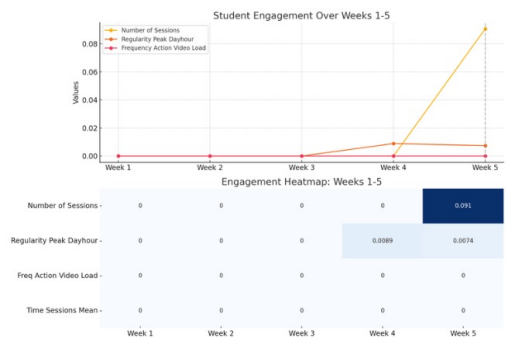 Student Engagement Over Weeks 1-5
Number of Sessions
Regularity Peak Dayhour
Frequency Action Video Load
Values
0.08
0.06
0.04
0.02
0.00
Week 1 Week 2 Week 3 Week 4 Week 5
Engagement Heatmap: Weeks 1-5
Number of Sessions 0 0 0 0 0.091
Regularity Peak Dayhour 0 0 0 0.0089 0.0074
Freq Action Video Load 0 0 0 0 0
Time Sessions Mean 0 0 0 0 0
Week 1 Week 2 Week 3 Week 4 Week 5